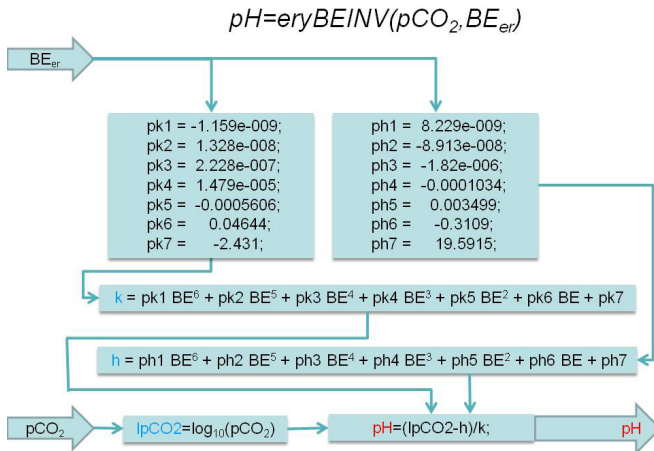 pH=eryBEINV(pCO₂,BEₑᵣ)
BEₑᵣ
pk1 = -1.159e-009;
pk2 = 1.328e-008;
pk3 = 2.228e-007;
pk4 = 1.479e-005;
pk5 = -0.0005606;
pk6 = 0.04644;
pk7 = -2.431;
ph1 = 8.229e-009;
ph2 = -8.913e-008;
ph3 = -1.82e-006;
ph4 = -0.0001034;
ph5 = 0.003499;
ph6 = -0.3109;
ph7 = 19.5915;
k = pk1 BE⁶ + pk2 BE⁵ + pk3 BE⁴ + pk4 BE³ + pk5 BE² + pk6 BE + pk7
h = ph1 BE⁶ + ph2 BE⁵ + ph3 BE⁴ + ph4 BE³ + ph5 BE² + ph6 BE + ph7
pCO₂
lpCO2=log₁₀(pCO₂)
pH=(lpCO2-h)/k;
pH